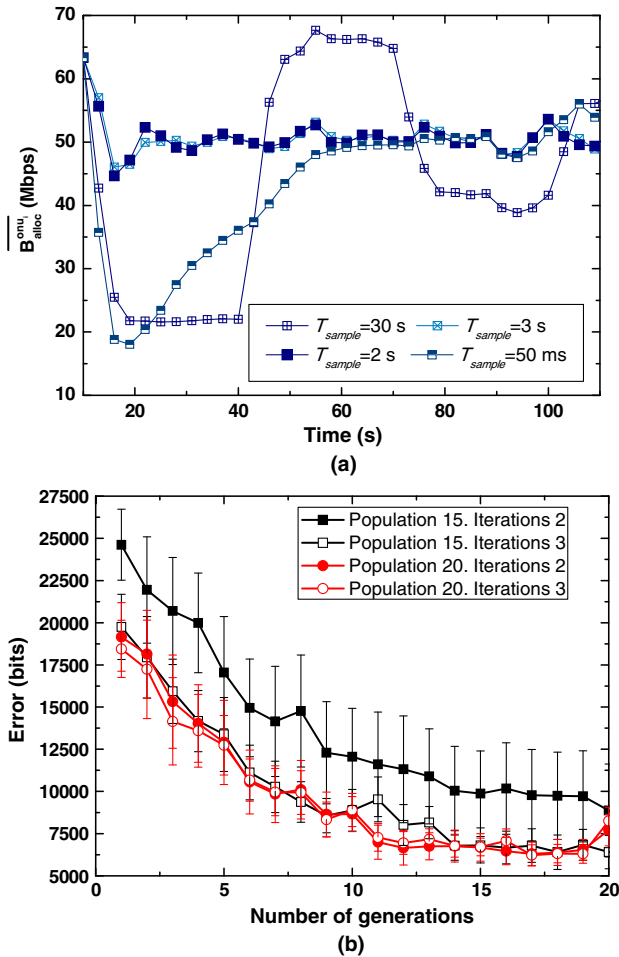 70
60
50
40
30
20
10
B^onu_i_alloc (Mbps)
T_sample=30 s
T_sample=3 s
T_sample=2 s
T_sample=50 ms
20 40 60 80 100
Time (s)
(a)
27500
25000
22500
20000
17500
15000
12500
10000
7500
5000
Error (bits)
Population 15. Iterations 2
Population 15. Iterations 3
Population 20. Iterations 2
Population 20. Iterations 3
0 5 10 15 20
Number of generations
(b)